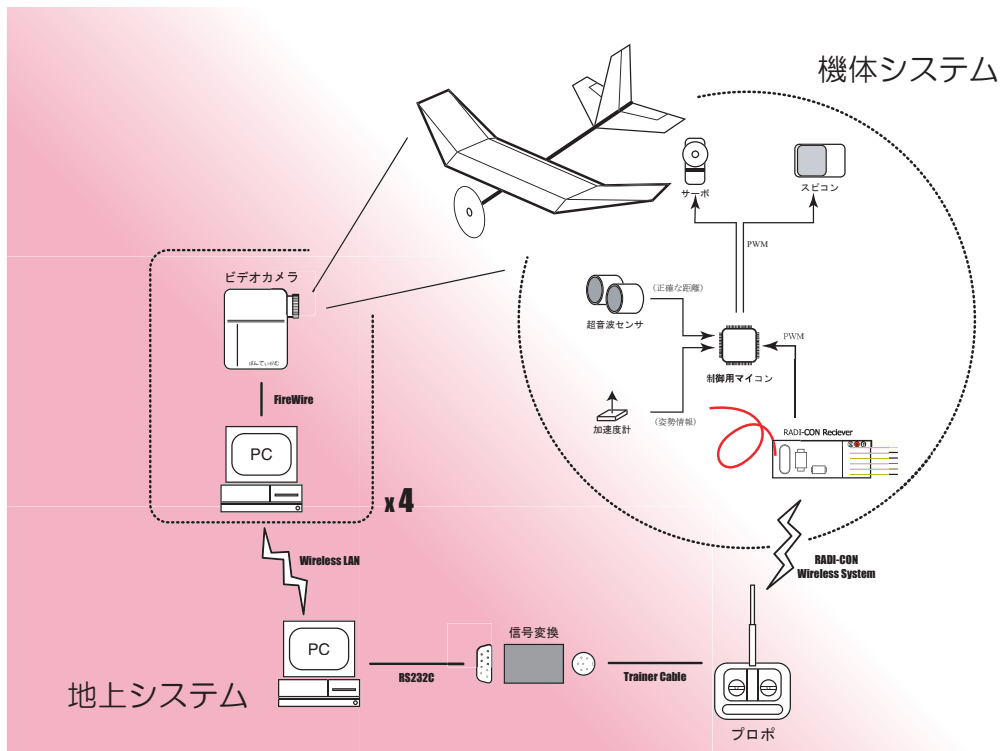 機体システム
サーボ
スピコン
PWM
ビデオカメラ
(正確な距離)
超音波センサ
PWM
制御用マイコン
FireWire
加速度計
(姿勢情報)
RADI-CON Reciever
PC
x 4
Wireless LAN
RADI-CON
Wireless System
PC
信号変換
RS232C
Trainer Cable
地上システム
プロポ